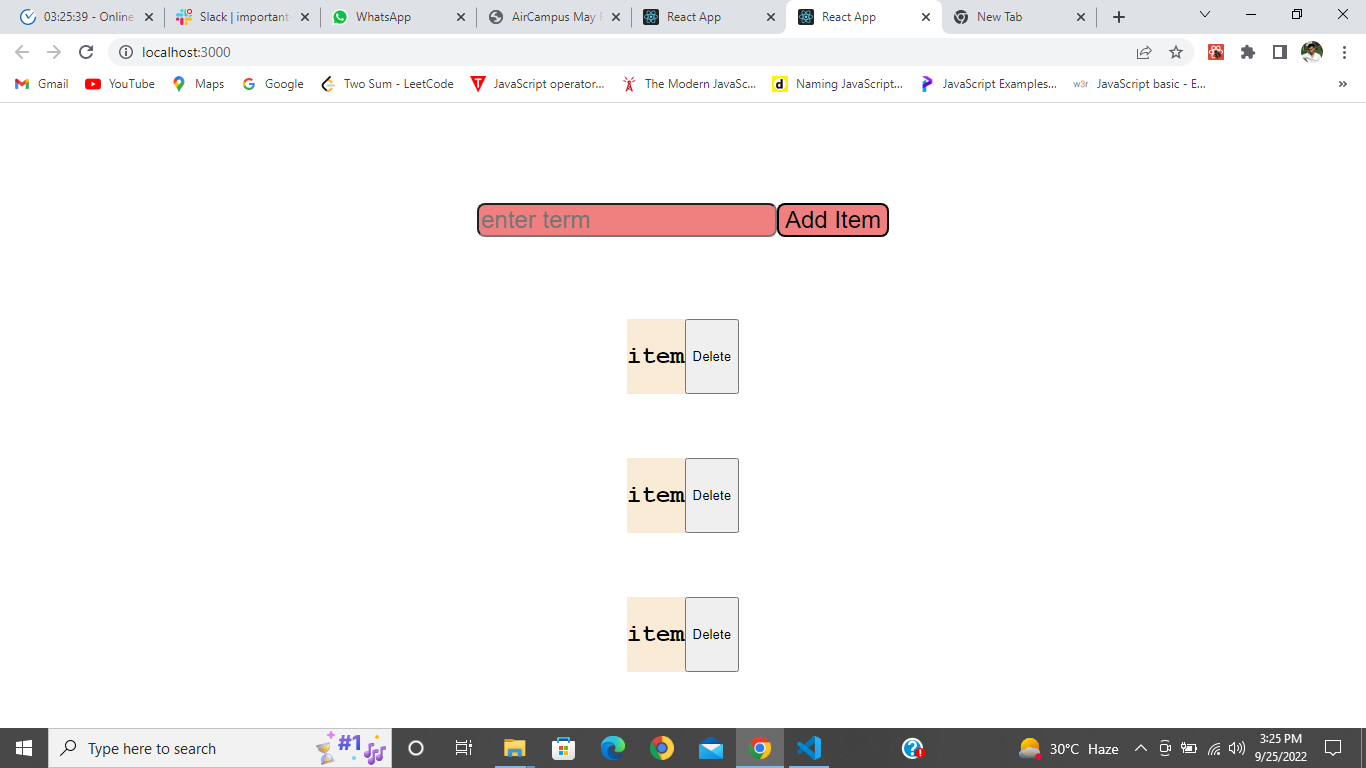 03:25:39 - Online
Slack | important
WhatsApp
AirCampus May
React App
React App
New Tab
localhost:3000
Gmail
YouTube
Maps
Google
Two Sum - LeetCode
JavaScript operator...
The Modern JavaSc...
Naming JavaScript...
JavaScript Examples...
w3r
JavaScript basic - E...
»
enter term
Add Item
item
Delete
item
Delete
item
Delete
Type here to search
#1
30°C Haze
3:25 PM
9/25/2022